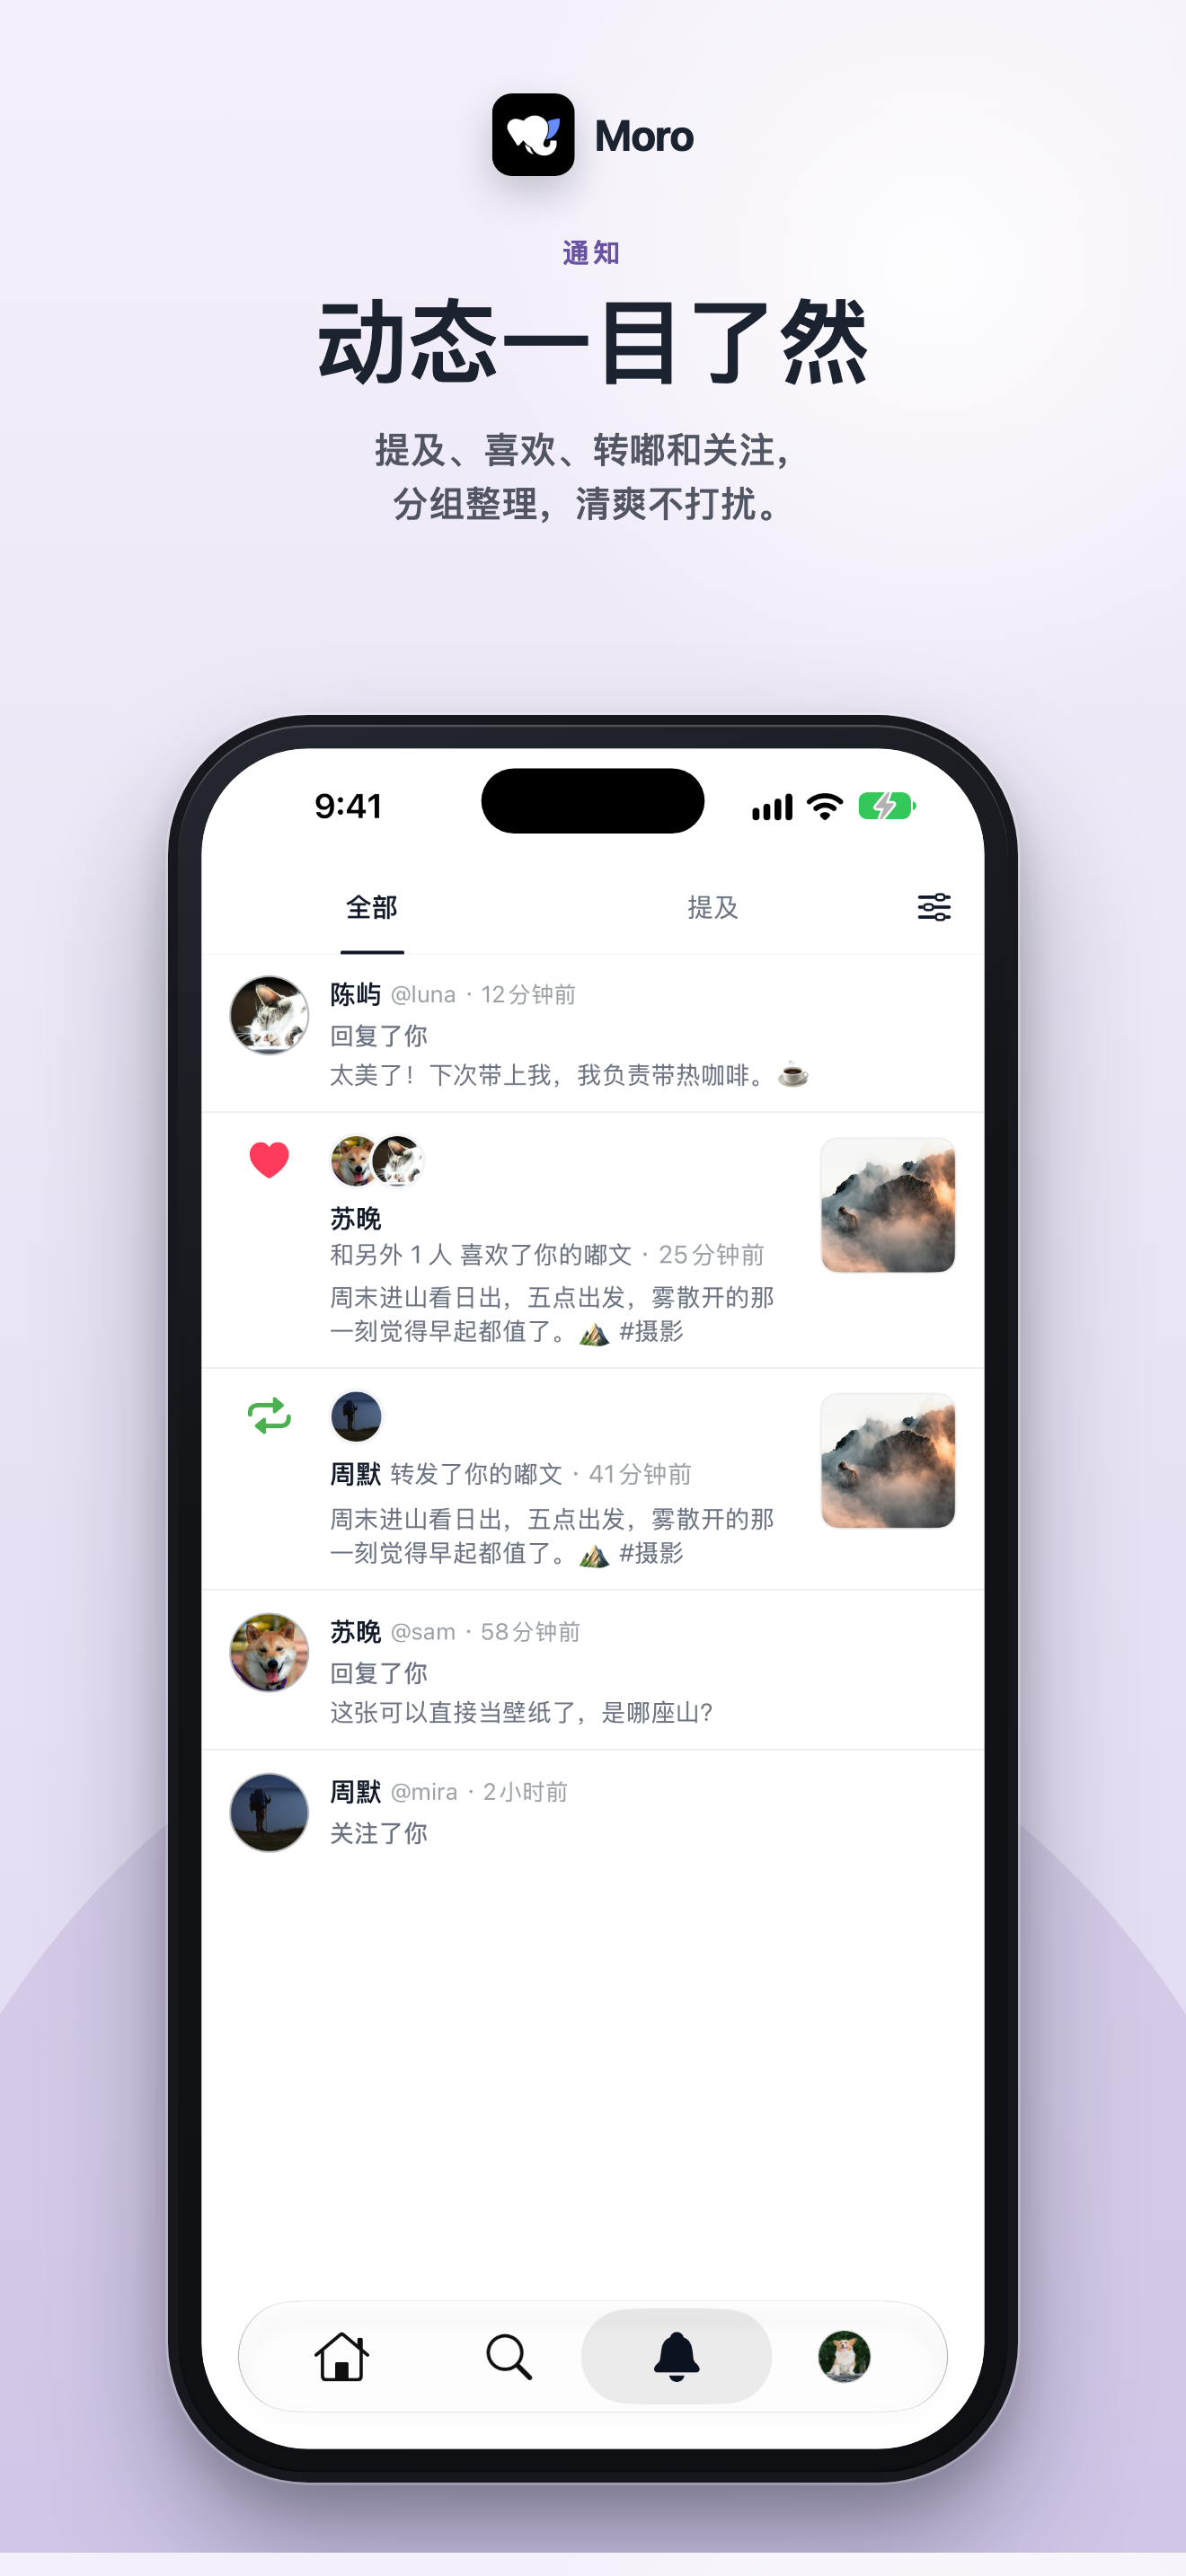 Moro
通知
动态一目了然
提及、喜欢、转嘟和关注，
分组整理，清爽不打扰。
9:41
全部
提及
陈屿 @luna · 12分钟前
回复了你
太美了！下次带上我，我负责带热咖啡。☕
苏晚
和另外 1 人 喜欢了你的嘟文 · 25分钟前
周末进山看日出，五点出发，雾散开的那
一刻觉得早起都值了。⛰️ #摄影
周默 转发了你的嘟文 · 41分钟前
周末进山看日出，五点出发，雾散开的那
一刻觉得早起都值了。⛰️ #摄影
苏晚 @sam · 58分钟前
回复了你
这张可以直接当壁纸了，是哪座山？
周默 @mira · 2小时前
关注了你